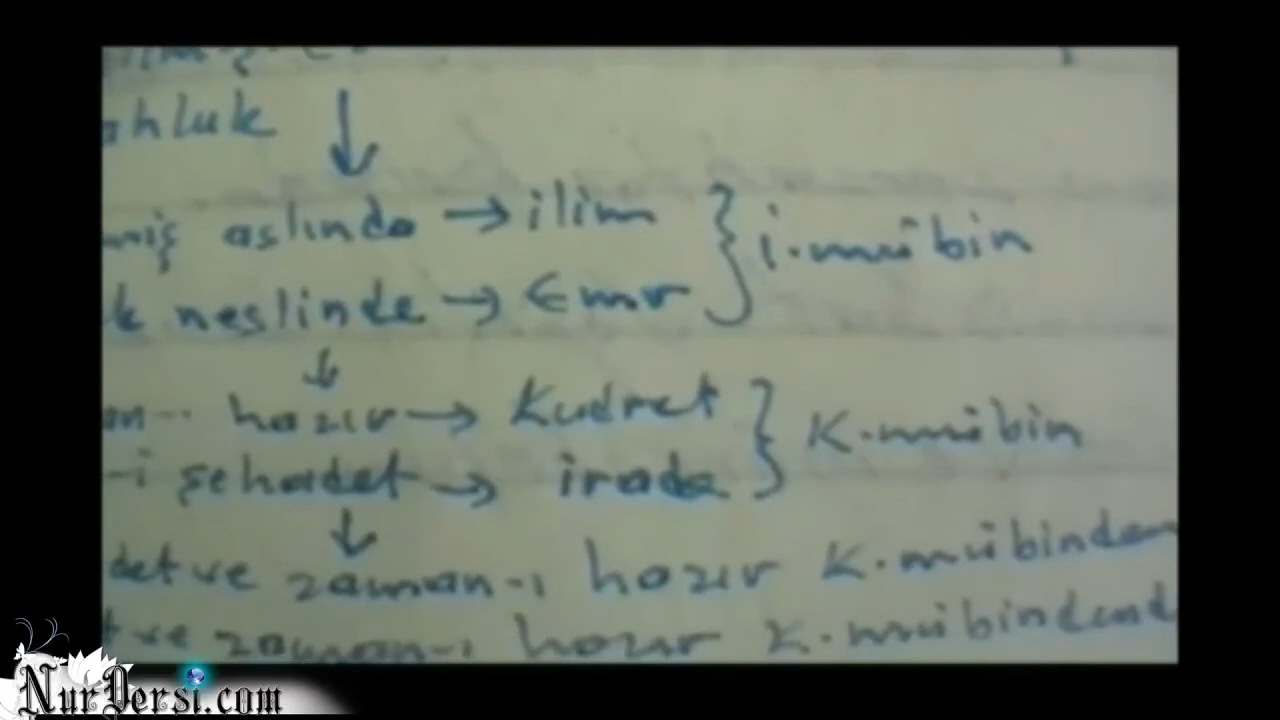 ahluk ↓
miş aslında → ilim } i.mübin
k neslinde → Emr
↓
an-ı hazır → Kudret } K.mübin
-i şehadet → irade
↓
det ve zaman-ı hazır K.mübinden
t ve zaman-ı hazır K.mübinden
NurDersi.com